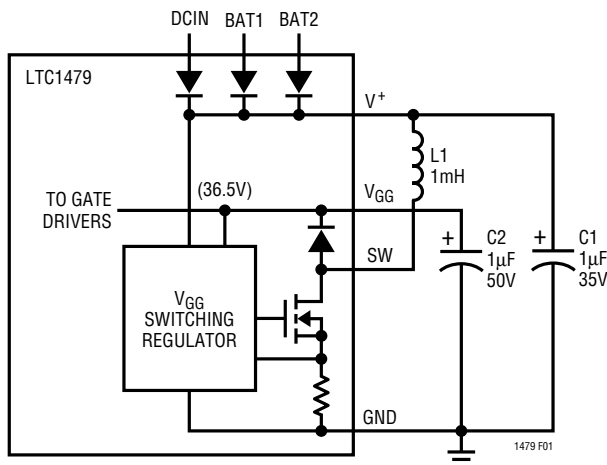 DCIN BAT1 BAT2
LTC1479
V+
L1
1mH
TO GATE
DRIVERS
(36.5V)
VGG
SW
+
C2
1µF
50V
+
C1
1µF
35V
VGG
SWITCHING
REGULATOR
GND
1479 F01